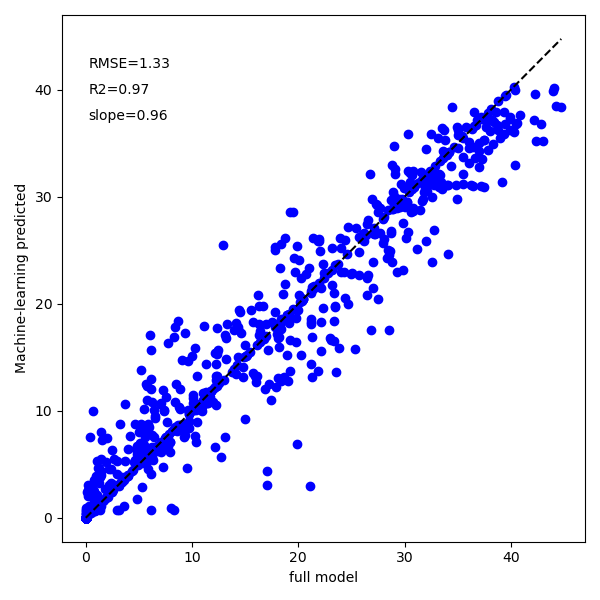 RMSE=1.33
R2=0.97
slope=0.96
Machine-learning predicted
40
30
20
10
0
0 10 20 30 40
full model